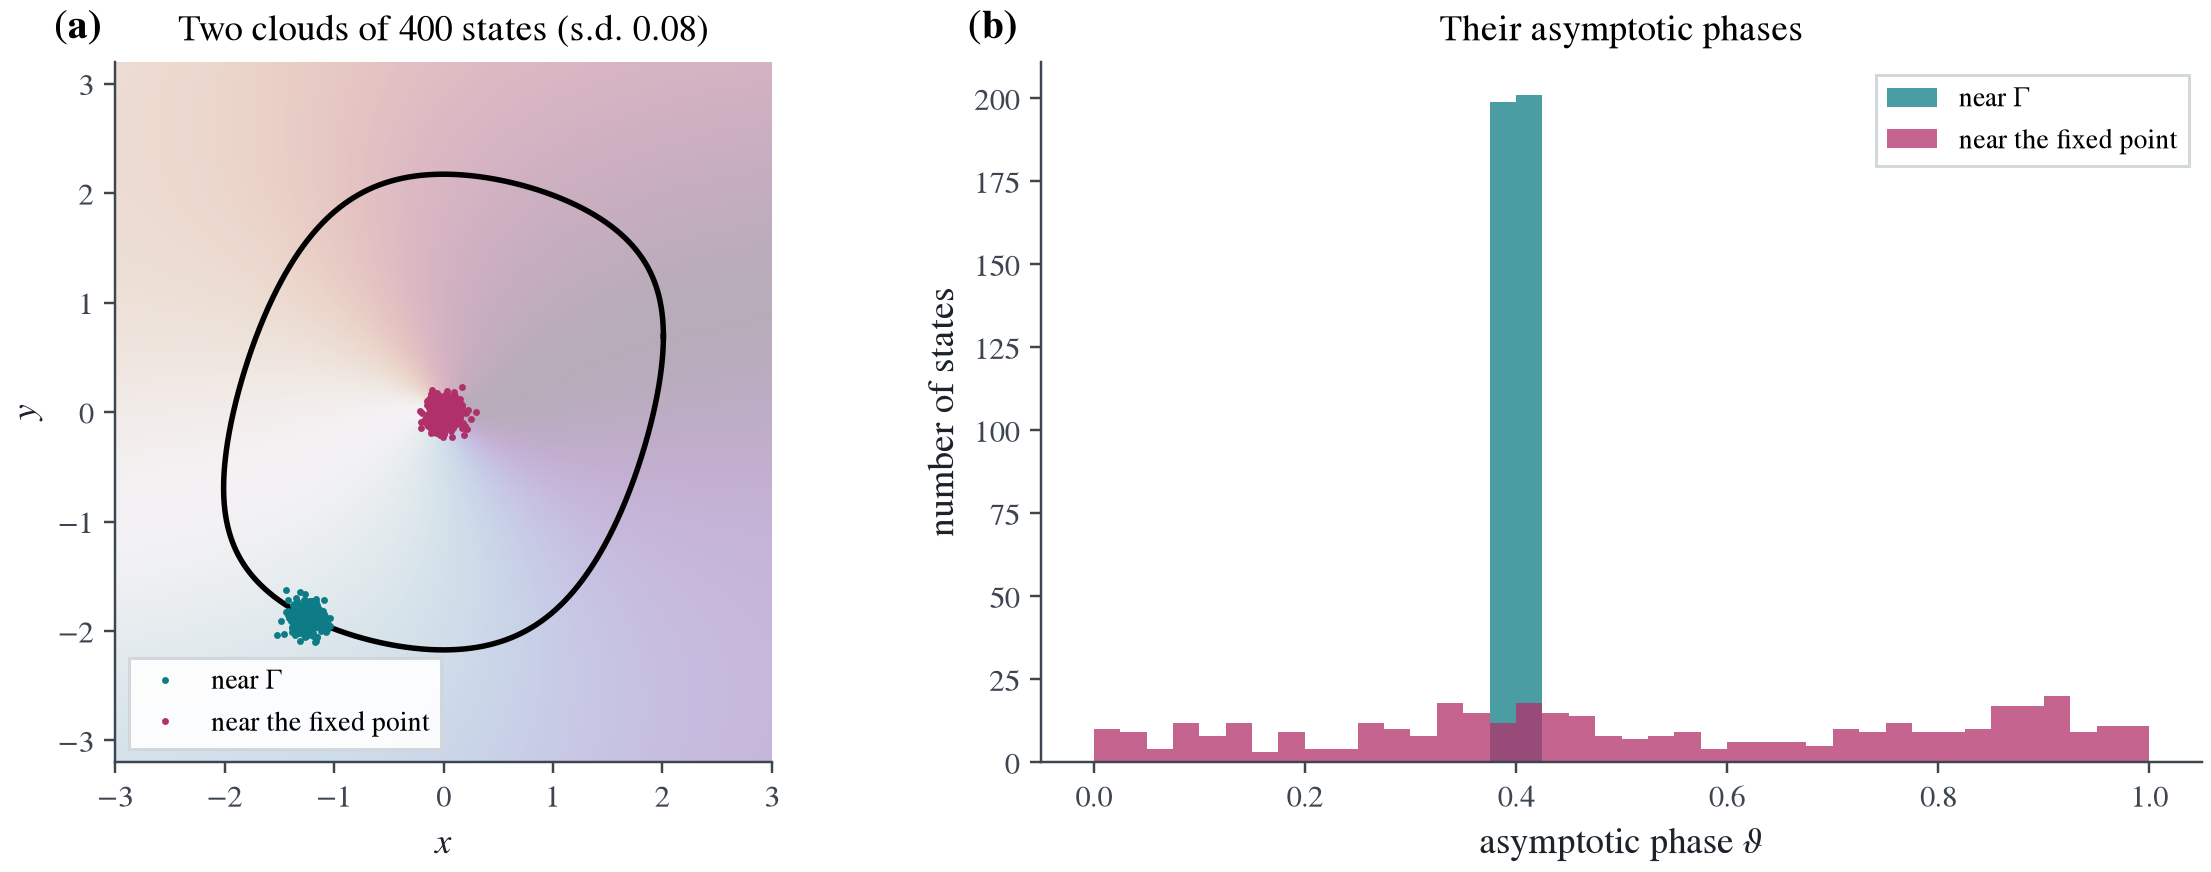 (a) Two clouds of 400 states (s.d. 0.08)
3
2
1
0
−1
−2
−3
y
near Γ
near the fixed point
−3 −2 −1 0 1 2 3
x
(b) Their asymptotic phases
near Γ
near the fixed point
200
175
150
125
100
75
50
25
0
number of states
0.0 0.2 0.4 0.6 0.8 1.0
asymptotic phase ϑ